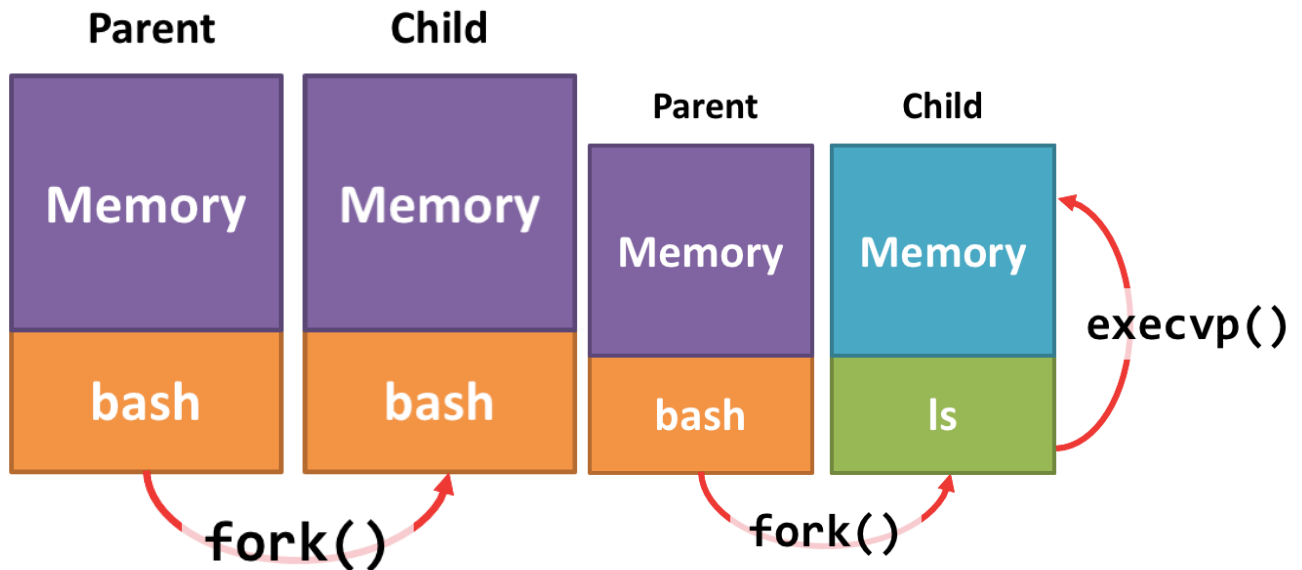 Parent
Child
Memory
Memory
bash
bash
fork()
Parent
Child
Memory
Memory
bash
ls
execvp()
fork()